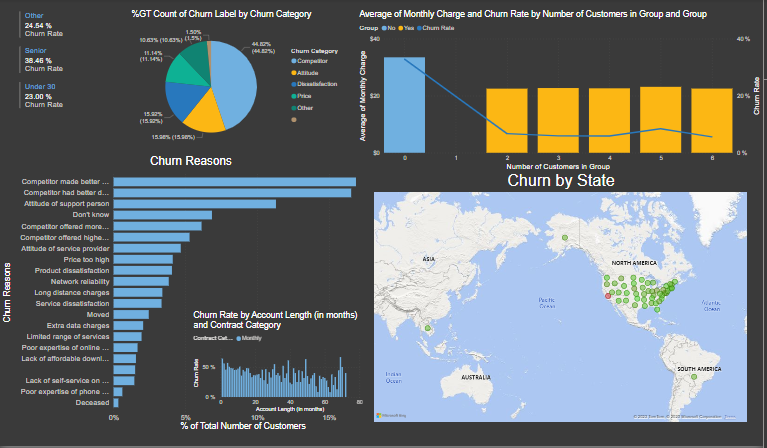 Other
24.54 %
Churn Rate
Senior
38.46 %
Churn Rate
Under 30
23.00 %
Churn Rate
%GT Count of Churn Label by Churn Category
1.50%
(1.5%)
10.63% (10.63%)
11.14%
(11.14%)
15.92%
(15.92%)
15.98% (15.98%)
44.82%
(44.82%)
Churn Category
Competitor
Attitude
Dissatisfaction
Price
Other
Average of Monthly Charge and Churn Rate by Number of Customers in Group and Group
Group No Yes Churn Rate
Average of Monthly Charge
$40
$20
$0
40 %
20 %
0 %
Churn Rate
0 1 2 3 4 5 6
Number of Customers in Group
Churn Reasons
Churn Reasons
Competitor made better ...
Competitor had better d...
Attitude of support person
Don't know
Competitor offered more...
Competitor offered highe...
Attitude of service provider
Price too high
Product dissatisfaction
Network reliability
Long distance charges
Service dissatisfaction
Moved
Extra data charges
Limited range of services
Poor expertise of online ...
Lack of affordable downl...
Lack of self-service on ...
Poor expertise of phone ...
Deceased
0% 5% 10% 15%
% of Total Number of Customers
Churn Rate by Account Length (in months)
and Contract Category
Contract Cat... Monthly
Churn Rate
50 %
0 %
0 20 40 60 80
Account Length (in months)
Churn by State
ASIA
NORTH AMERICA
Pacific
Ocean
Atlantic
Ocean
Indian
Ocean
AUSTRALIA
SOUTH AMERICA
Microsoft Bing